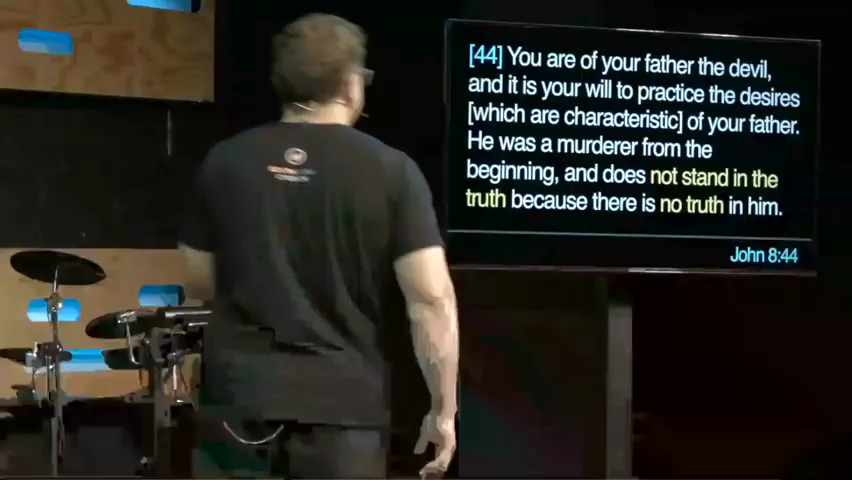 [44] You are of your father the devil,
and it is your will to practice the desires
[which are characteristic] of your father.
He was a murderer from the
beginning, and does not stand in the
truth because there is no truth in him.
John 8:44